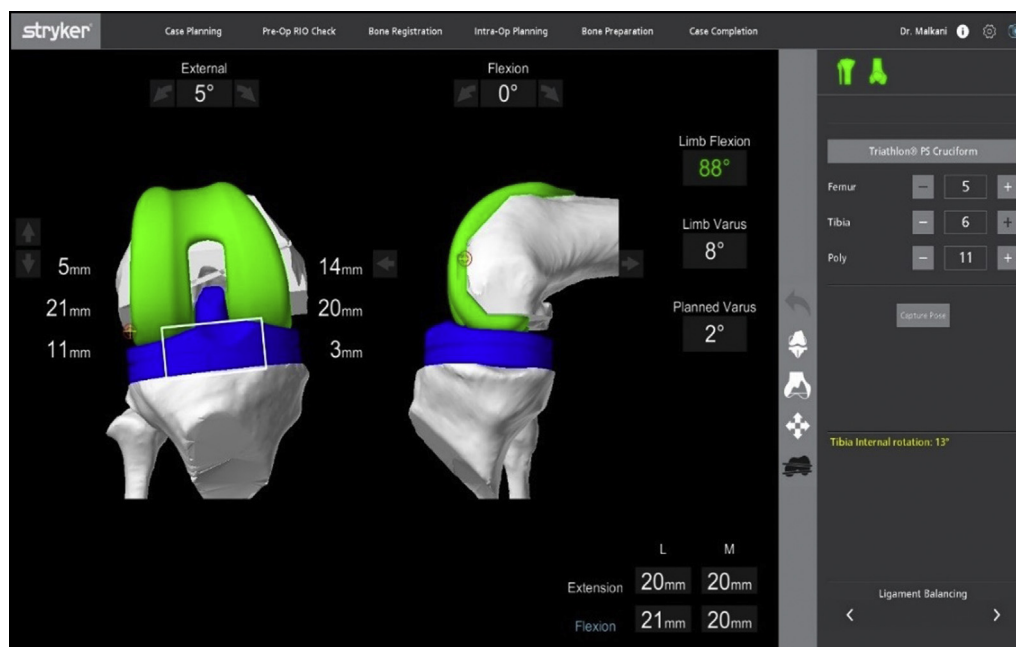 stryker
Case Planning Pre-Op RIO Check Bone Registration Intra-Op Planning Bone Preparation Case Completion Dr. Malkani
External
5°
Flexion
0°
Limb Flexion
88°
Limb Varus
8°
Planned Varus
2°
5mm 14mm
21mm 20mm
11mm 3mm
L M
Extension 20mm 20mm
Flexion 21mm 20mm
Triathlon® PS Cruciform
Femur − 5 +
Tibia − 6 +
Poly − 11 +
Capture Pose
Tibia Internal rotation: 13°
Ligament Balancing
< >